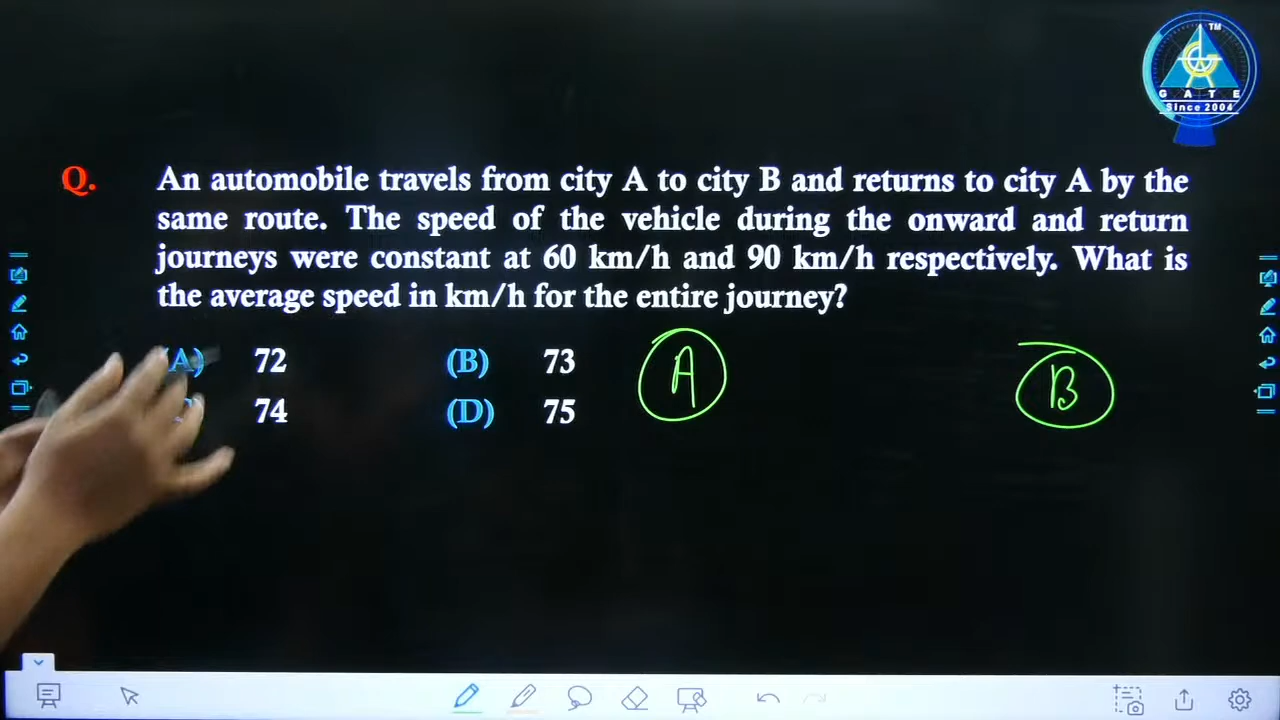 TM
GATE
Since 2004
Q. An automobile travels from city A to city B and returns to city A by the
same route. The speed of the vehicle during the onward and return
journeys were constant at 60 km/h and 90 km/h respectively. What is
the average speed in km/h for the entire journey?
(A) 72 (B) 73
74 (D) 75
A B